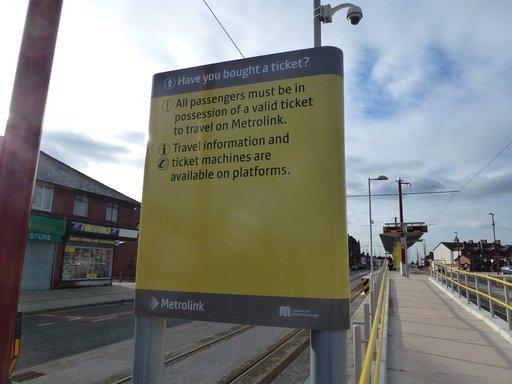 Have you bought a ticket?
All passengers must be in
possession of a valid ticket
to travel on Metrolink.
Travel information and
ticket machines are
available on platforms.
Metrolink
STORE